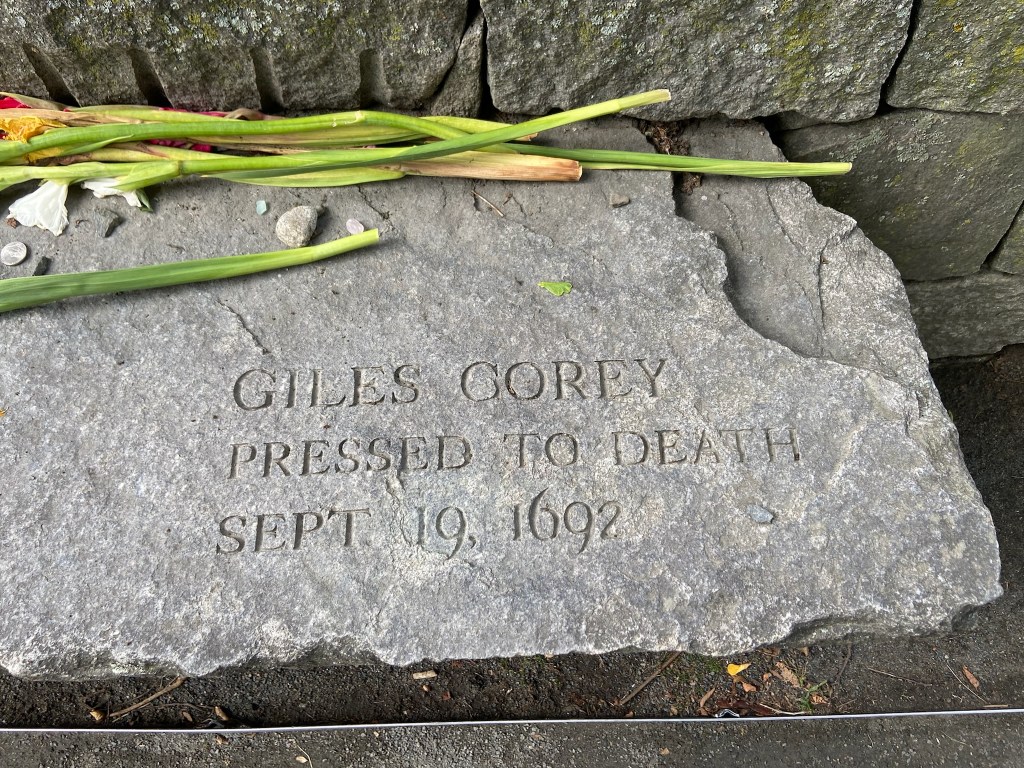 GILES COREY
PRESSED TO DEATH
SEPT 19, 1692